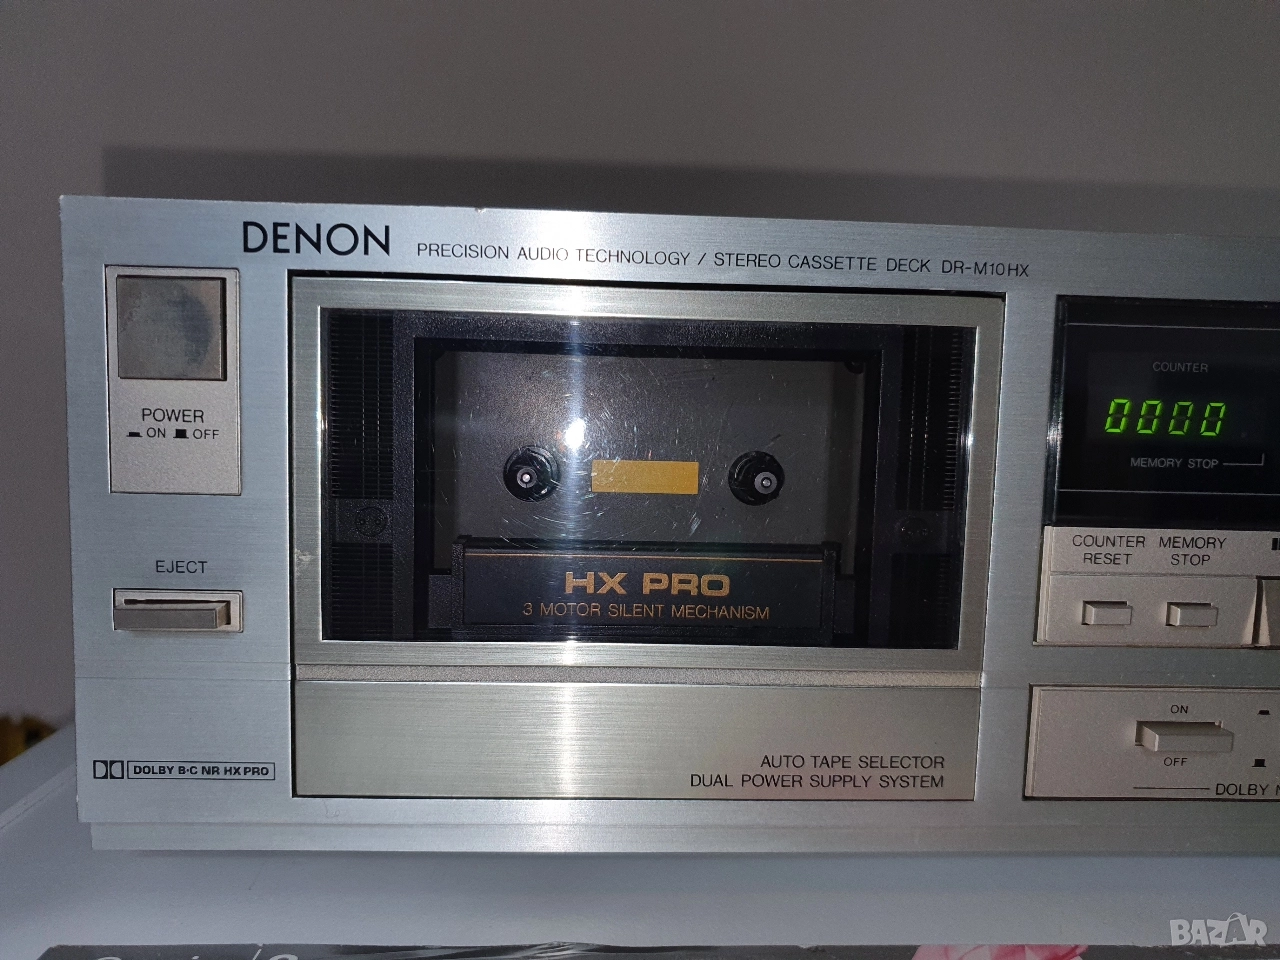 DENON PRECISION AUDIO TECHNOLOGY / STEREO CASSETTE DECK DR-M10HX
POWER
ON OFF
EJECT
DOLBY B·C NR HX PRO
HX PRO
3 MOTOR SILENT MECHANISM
AUTO TAPE SELECTOR
DUAL POWER SUPPLY SYSTEM
COUNTER
0000
MEMORY STOP
COUNTER RESET
MEMORY STOP
ON
OFF
DOLBY
BAZAR